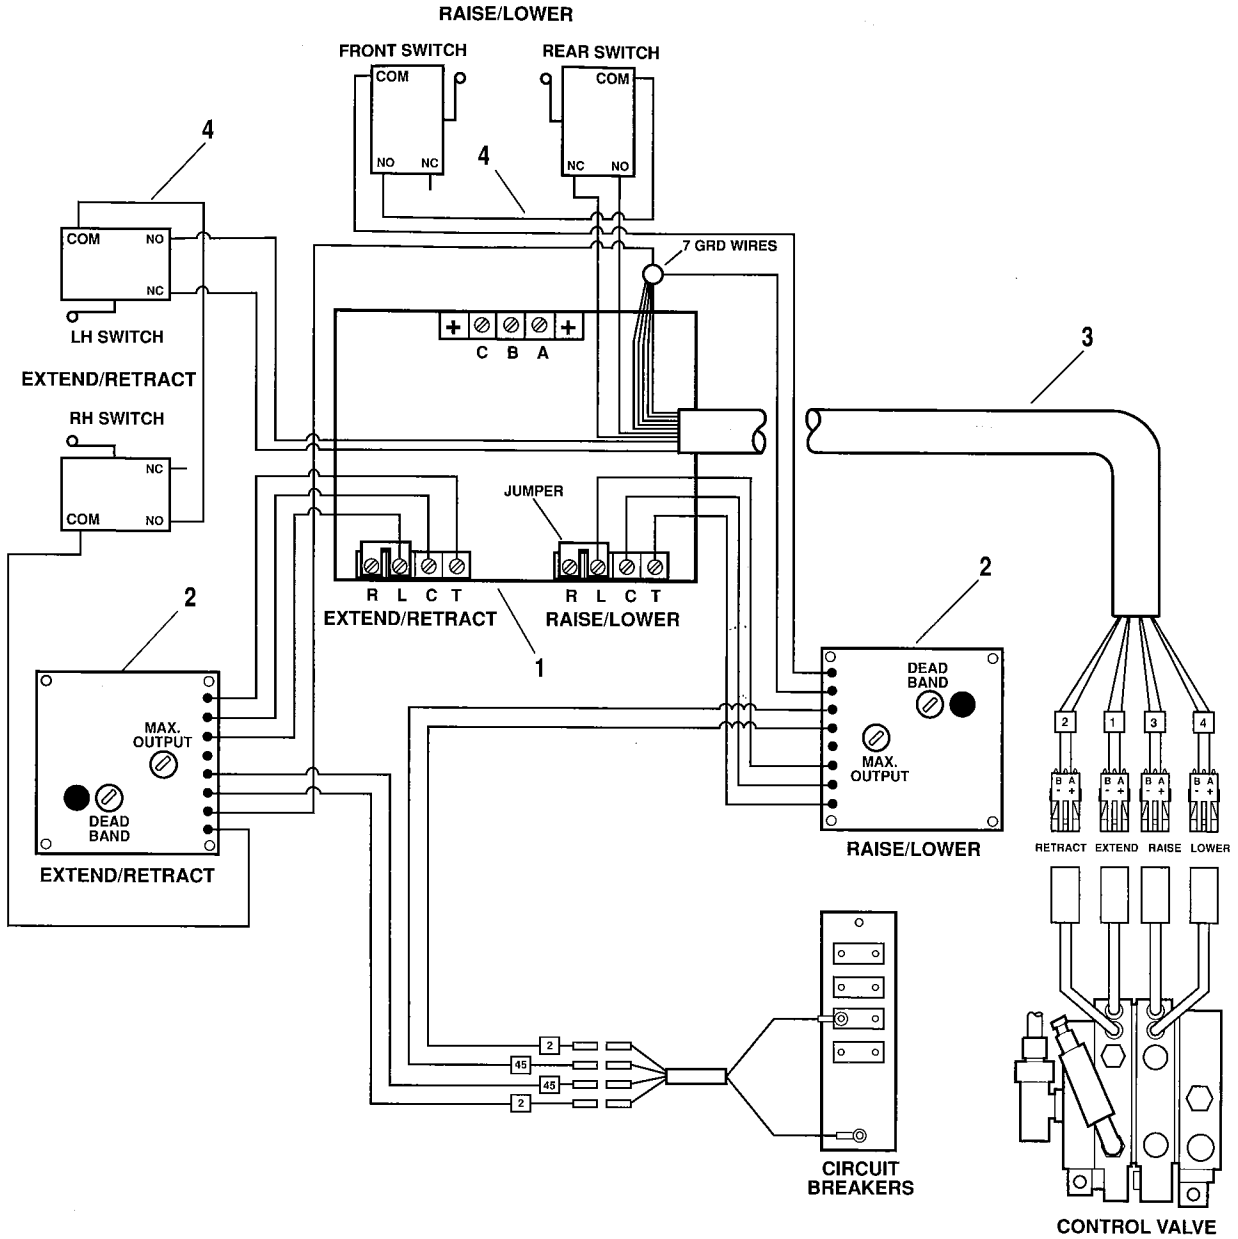 RAISE/LOWER
FRONT SWITCH
REAR SWITCH
COM
COM
NO
NC
NC
NO
4
4
7 GRD WIRES
COM
NO
NC
LH SWITCH
EXTEND/RETRACT
RH SWITCH
NC
COM
NO
+
+
C B A
3
JUMPER
R L C T
EXTEND/RETRACT
R L C T
RAISE/LOWER
1
2
2
MAX.
OUTPUT
DEAD
BAND
EXTEND/RETRACT
DEAD
BAND
MAX.
OUTPUT
RAISE/LOWER
2
1
3
4
B A
- +
B A
- +
B A
- +
B A
- +
RETRACT
EXTEND
RAISE
LOWER
2
45
45
2
CIRCUIT
BREAKERS
CONTROL VALVE